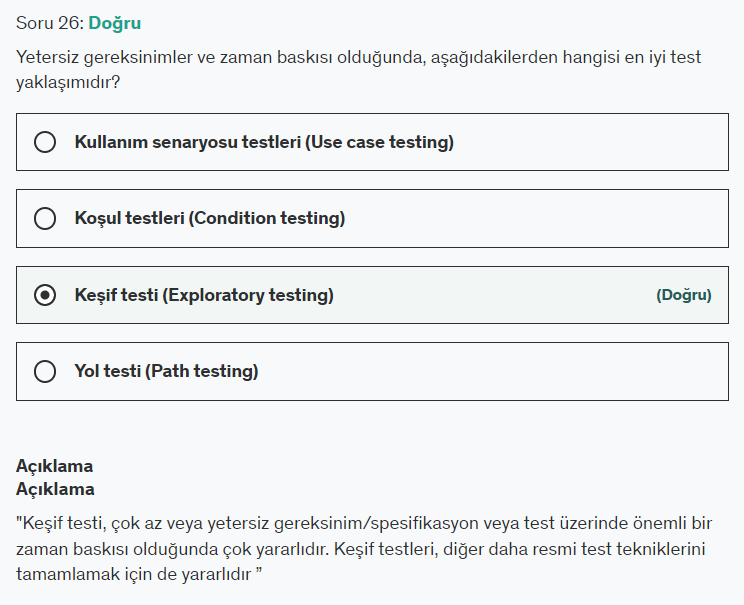 Soru 26: Doğru
Yetersiz gereksinimler ve zaman baskısı olduğunda, aşağıdakilerden hangisi en iyi test
yaklaşımıdır?
Kullanım senaryosu testleri (Use case testing)
Koşul testleri (Condition testing)
Keşif testi (Exploratory testing) (Doğru)
Yol testi (Path testing)
Açıklama
Açıklama
"Keşif testi, çok az veya yetersiz gereksinim/spesifikasyon veya test üzerinde önemli bir
zaman baskısı olduğunda çok yararlıdır. Keşif testleri, diğer daha resmi test tekniklerini
tamamlamak için de yararlıdır ”